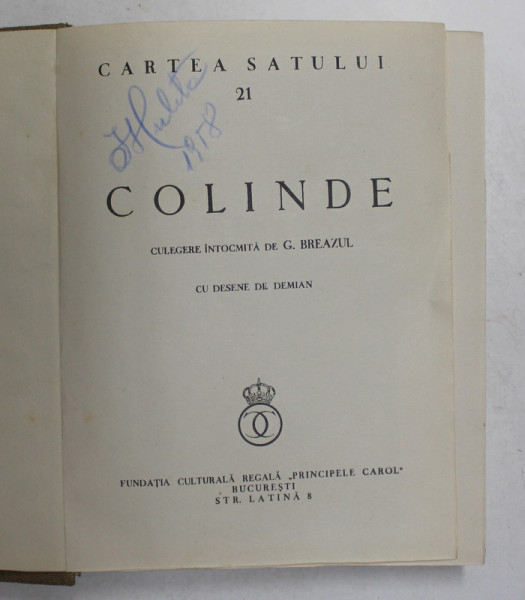 CARTEA SATULUI
21
1958
COLINDE
CULEGERE ÎNTOCMITĂ DE G. BREAZUL
CU DESENE DE DEMIAN
FUNDAȚIA CULTURALĂ REGALĂ „PRINCIPELE CAROL"
BUCUREȘTI
STR. LATINĂ 8